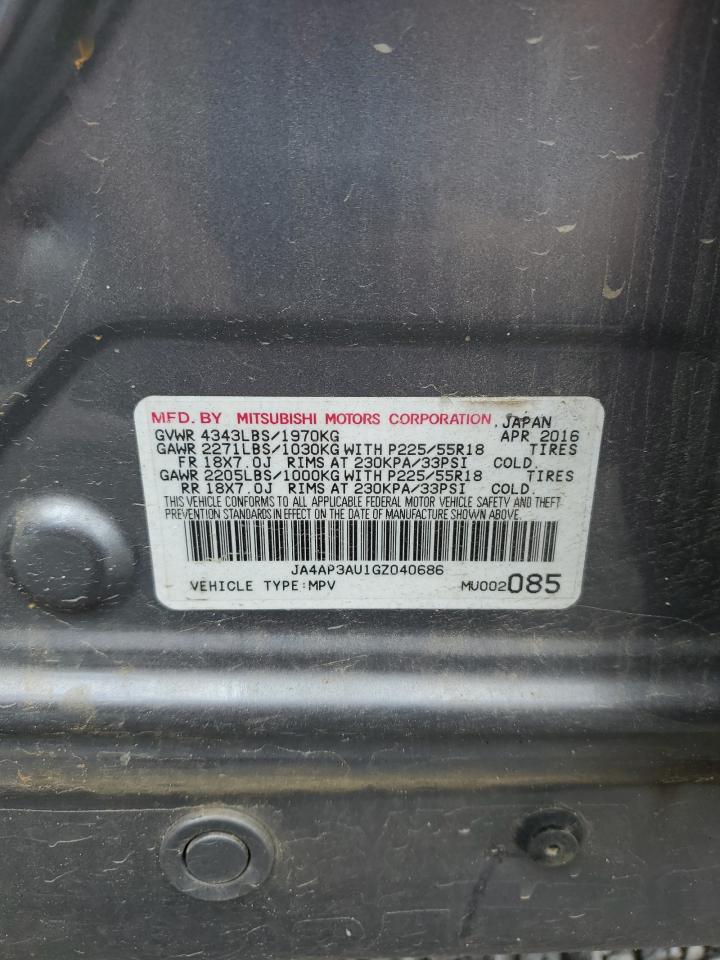 MFD. BY MITSUBISHI MOTORS CORPORATION, JAPAN
GVWR 4343LBS/1970KG APR 2016
GAWR 2271LBS/1030KG WITH P225/55R18 TIRES
FR 18X7.0J RIMS AT 230KPA/33PSI COLD.
GAWR 2205LBS/1000KG WITH P225/55R18 TIRES
RR 18X7.0J RIMS AT 230KPA/33PSI COLD.
THIS VEHICLE CONFORMS TO ALL APPLICABLE FEDERAL MOTOR VEHICLE SAFETY AND THEFT
PREVENTION STANDARDS IN EFFECT ON THE DATE OF MANUFACTURE SHOWN ABOVE.
JA4AP3AU1GZ040686
VEHICLE TYPE:MPV MU002085